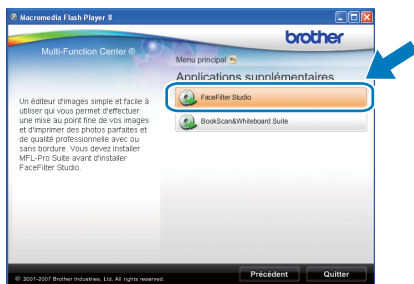 Macromedia Flash Player 8
brother
Multi-Function Center ®
Menu principal
Applications supplémentaires
FaceFilter Studio
BookScan&Whiteboard Suite
Un éditeur d'images simple et facile à
utiliser qui vous permet d'effectuer
une mise au point fine de vos images
et d'imprimer des photos parfaites et
de qualité professionnelle avec ou
sans bordure. Vous devez installer
MFL-Pro Suite avant d'installer
FaceFilter Studio.
© 2001-2007 Brother Industries, Ltd. All rights reserved.
Précédent
Quitter